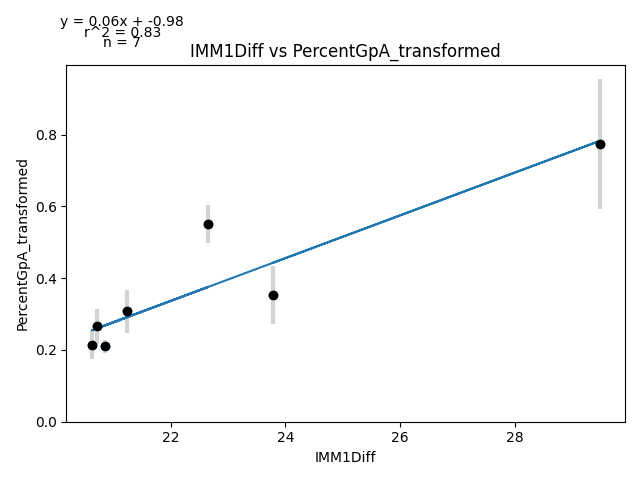 y = 0.06x + -0.98
r^2 = 0.83
n = 7
IMM1Diff vs PercentGpA_transformed
PercentGpA_transformed
0.8
0.6
0.4
0.2
0.0
22 24 26 28
IMM1Diff